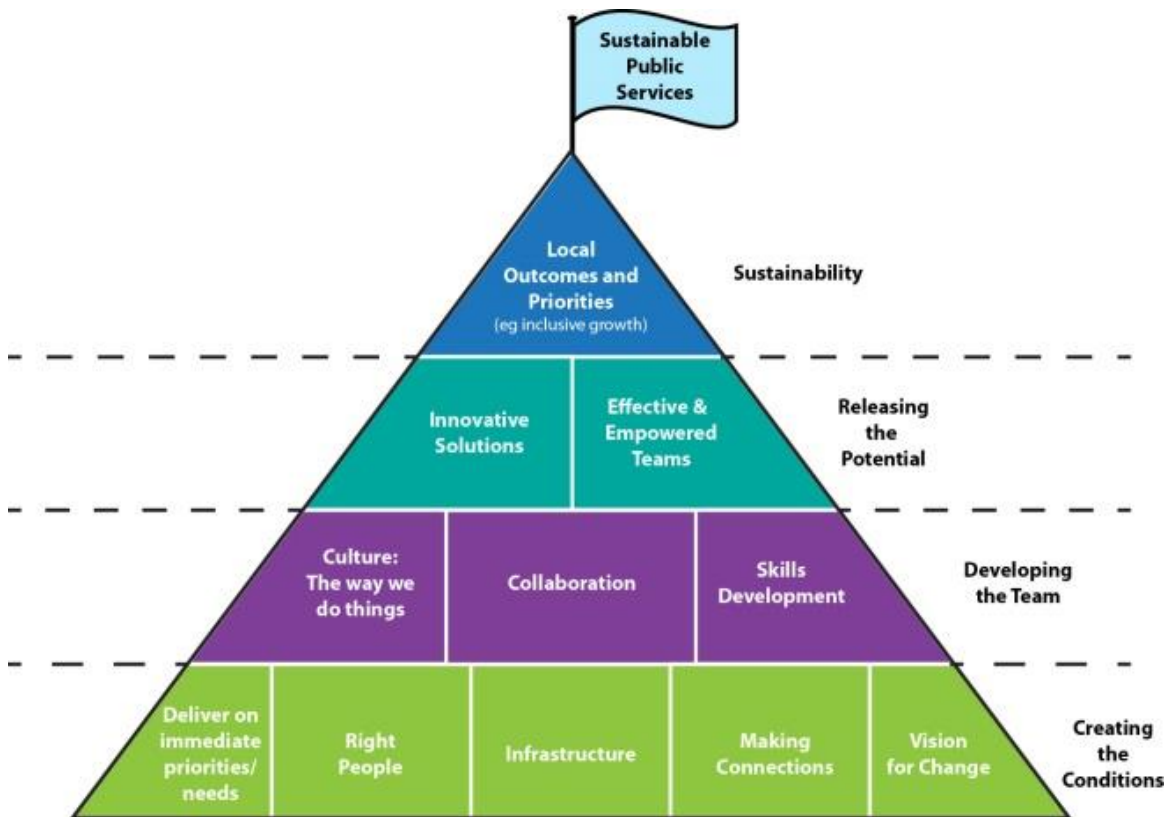 Sustainable
Public
Services
Local
Outcomes and
Priorities
(eg inclusive growth)
Sustainability
Innovative
Solutions
Effective &
Empowered
Teams
Releasing
the
Potential
Culture:
The way we
do things
Collaboration
Skills
Development
Developing
the Team
Deliver on
immediate
priorities/
needs
Right
People
Infrastructure
Making
Connections
Vision
for Change
Creating
the
Conditions